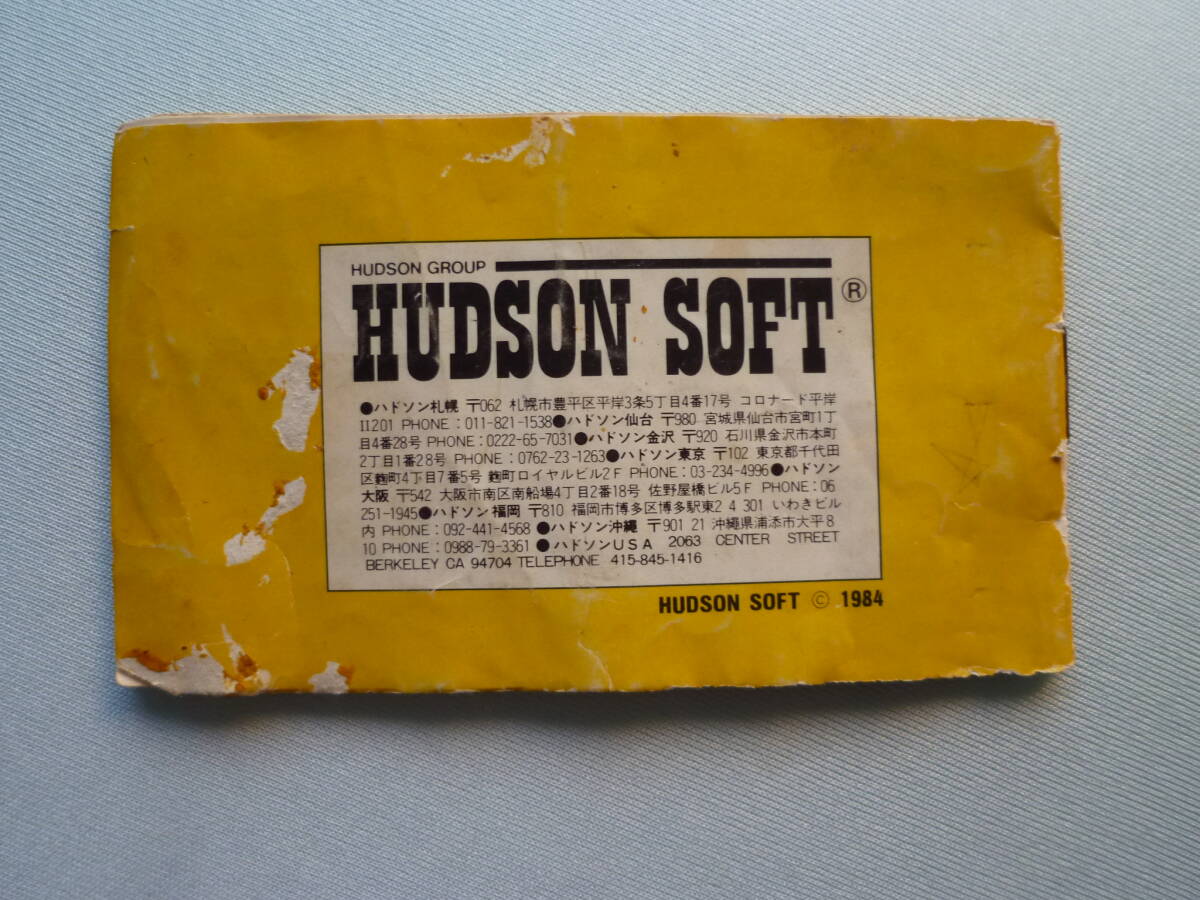 HUDSON GROUP
HUDSON SOFT®
●ハドソン札幌 〒062 札幌市豊平区平岸3条5丁目4番17号 コロナード平岸
II201 PHONE:011-821-1538●ハドソン仙台 〒980 宮城県仙台市宮町1丁
目4番28号 PHONE:0222-65-7031●ハドソン金沢 〒920 石川県金沢市本町
2丁目1番28号 PHONE:0762-23-1263●ハドソン東京 〒102 東京都千代田
区麹町4丁目7番5号 麹町ロイヤルビル2F PHONE:03-234-4996●ハドソン
大阪 〒542 大阪市南区南船場4丁目2番18号 佐野屋橋ビル5F PHONE:06
251-1945●ハドソン福岡 〒810 福岡市博多区博多駅東2 4 301 いわきビル
内 PHONE:092-441-4568 ●ハドソン沖縄 〒901 21 沖縄県浦添市大平8
10 PHONE:0988-79-3361 ●ハドソンUSA 2063 CENTER STREET
BERKELEY CA 94704 TELEPHONE 415-845-1416
HUDSON SOFT © 1984